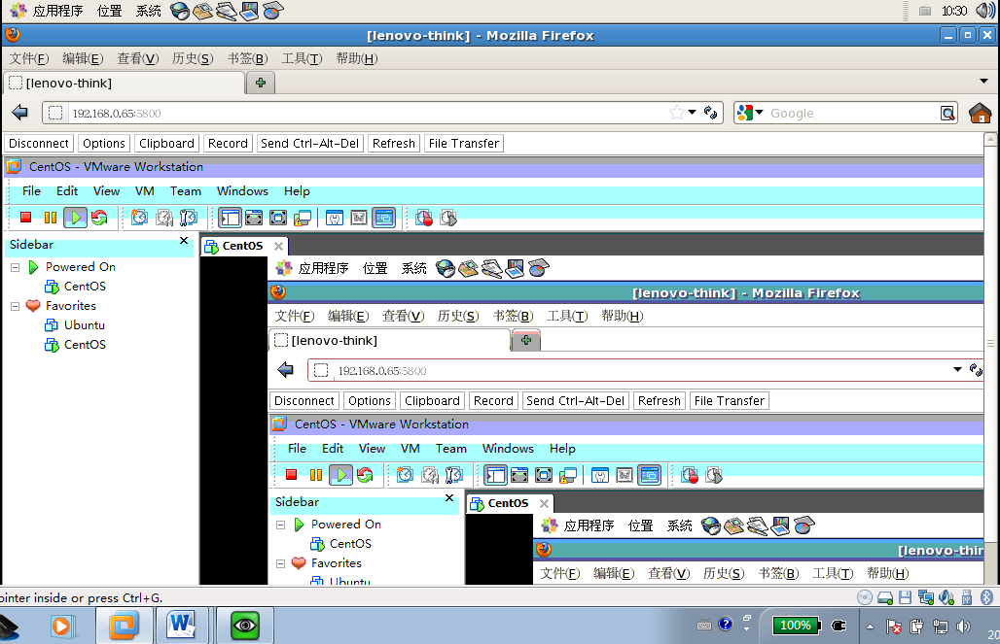 应用程序 位置 系统 10:30
[lenovo-think] - Mozilla Firefox
文件(F) 编辑(E) 查看(V) 历史(S) 书签(B) 工具(T) 帮助(H)
[lenovo-think]
192.168.0.65:5800 Google
Disconnect Options Clipboard Record Send Ctrl-Alt-Del Refresh File Transfer
CentOS - VMware Workstation
File Edit View VM Team Windows Help
Sidebar
CentOS
Powered On
CentOS
Favorites
Ubuntu
CentOS
应用程序 位置 系统
[lenovo-think] - Mozilla Firefox
文件(F) 编辑(E) 查看(V) 历史(S) 书签(B) 工具(T) 帮助(H)
[lenovo-think]
192.168.0.65:5800
Disconnect Options Clipboard Record Send Ctrl-Alt-Del Refresh File Transfer
CentOS - VMware Workstation
File Edit View VM Team Windows Help
Sidebar
CentOS
Powered On
CentOS
Favorites
Ubuntu
应用程序 位置 系统
[lenovo-thin
文件(F) 编辑(E) 查看(V) 历史(S) 书签(B) 工具(T) 帮助(H)
ointer inside or press Ctrl+G.
W 100% 20